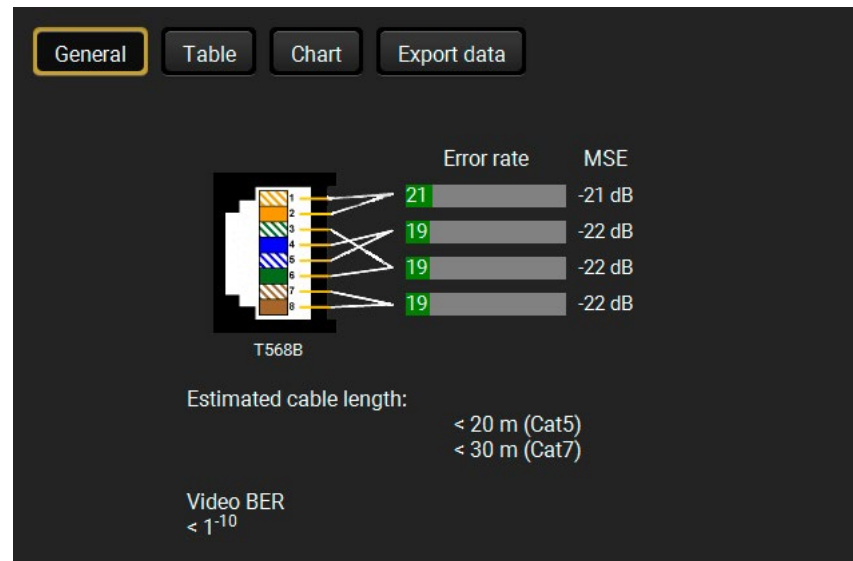 General Table Chart Export data
Error rate MSE
1 21 -21 dB
2
3 19 -22 dB
4
5 19 -22 dB
6
7 19 -22 dB
8
T568B
Estimated cable length:
< 20 m (Cat5)
< 30 m (Cat7)
Video BER
< 1⁻¹⁰